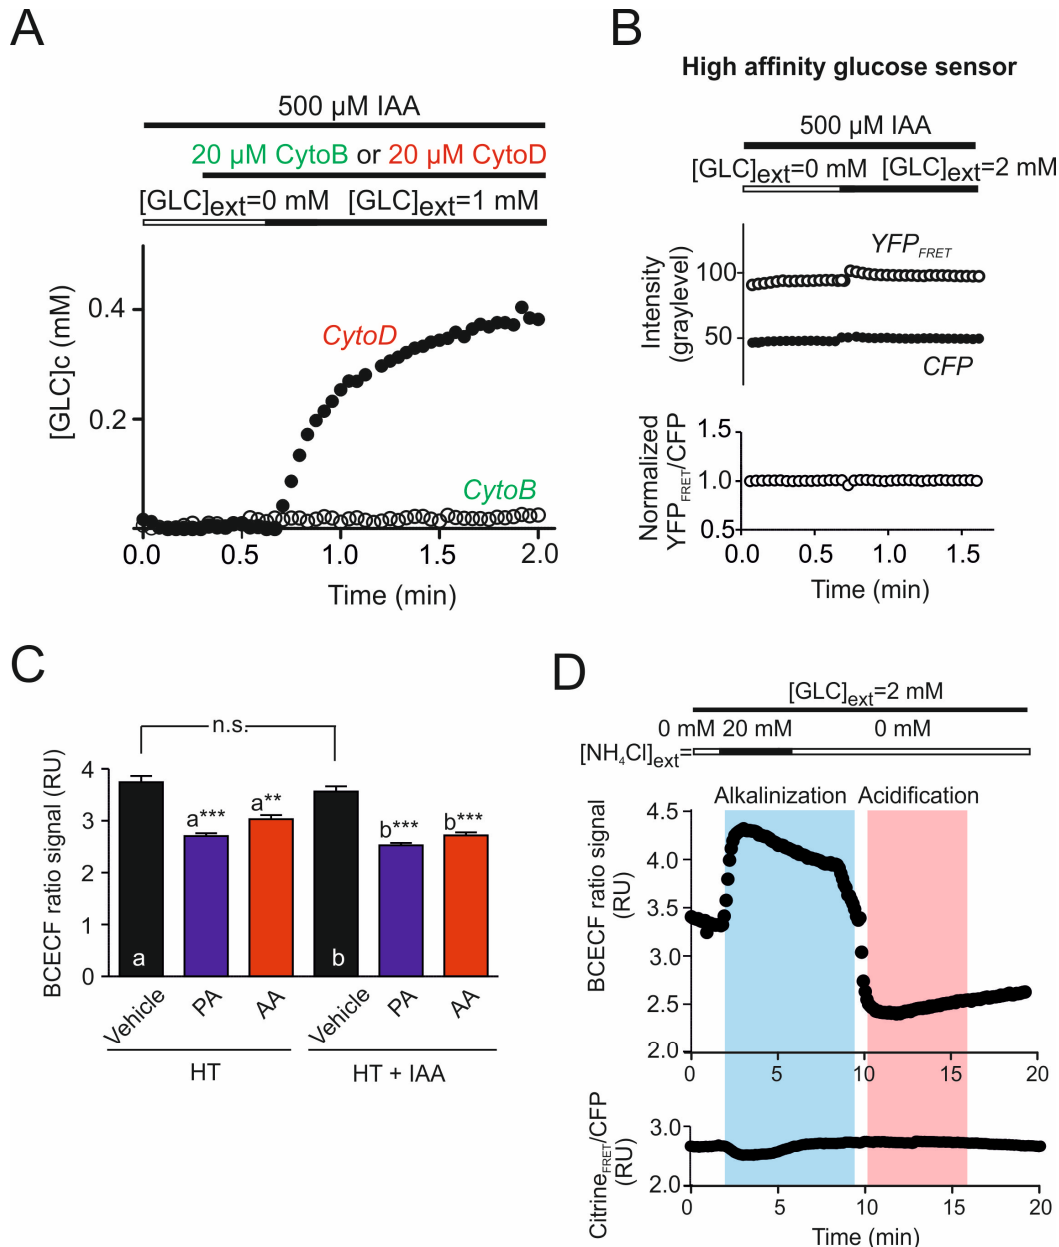 A
500 µM IAA
20 µM CytoB or 20 µM CytoD
[GLC]ext=0 mM [GLC]ext=1 mM
[GLC]c (mM)
0.4
0.2
CytoD
CytoB
0.0 0.5 1.0 1.5 2.0
Time (min)
B
High affinity glucose sensor
500 µM IAA
[GLC]ext=0 mM [GLC]ext=2 mM
Intensity
(graylevel)
100
50
YFP FRET
CFP
Normalized
YFP FRET/CFP
1.5
1.0
0.5
0.0 0.5 1.0 1.5
Time (min)
C
n.s.
BCECF ratio signal (RU)
4
3
2
1
0
a*** a** b*** b***
a b
Vehicle PA AA Vehicle PA AA
HT HT + IAA
D
[GLC]ext=2 mM
0 mM 20 mM 0 mM
[NH4Cl]ext=
Alkalinization Acidification
BCECF ratio signal
(RU)
4.5
4.0
3.5
3.0
2.5
2.0
0 5 10 15 20
Citrine FRET/CFP
(RU)
3.0
2.0
0 5 10 15 20
Time (min)